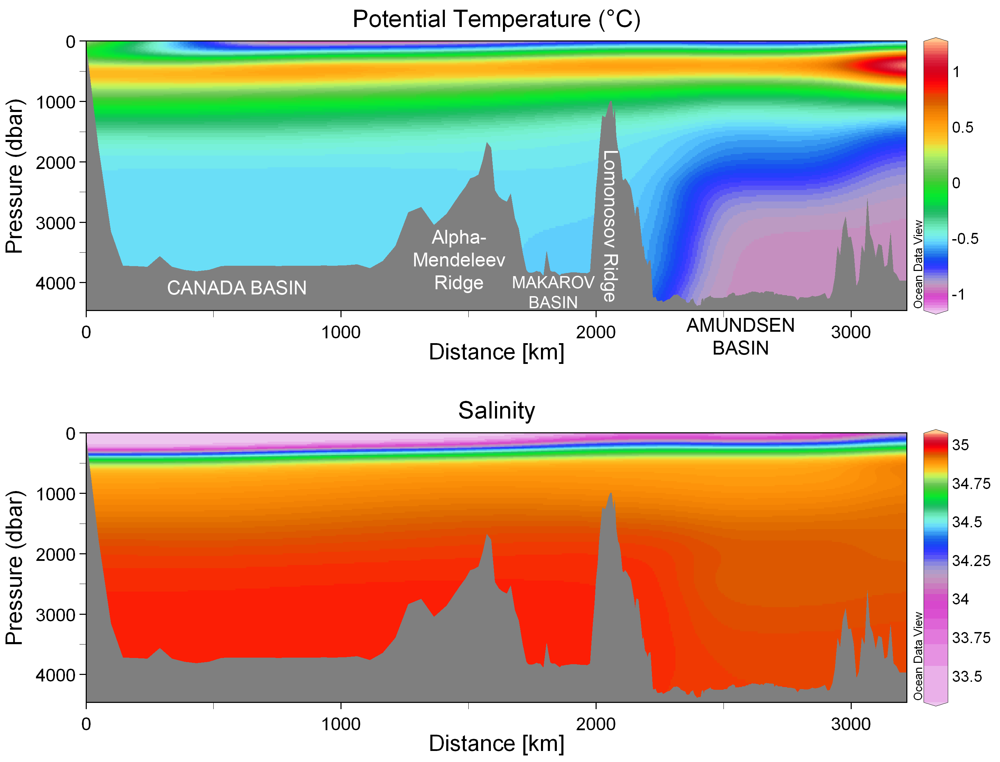 Potential Temperature (°C)
0
1000
2000
3000
4000
Pressure (dbar)
Alpha-
Mendeleev
Ridge
CANADA BASIN
MAKAROV
BASIN
Lomonosov Ridge
Ocean Data View
1
0.5
0
-0.5
-1
0
1000
2000
3000
AMUNDSEN
BASIN
Distance [km]
Salinity
0
1000
2000
3000
4000
Pressure (dbar)
Ocean Data View
35
34.75
34.5
34.25
34
33.75
33.5
0
1000
2000
3000
Distance [km]